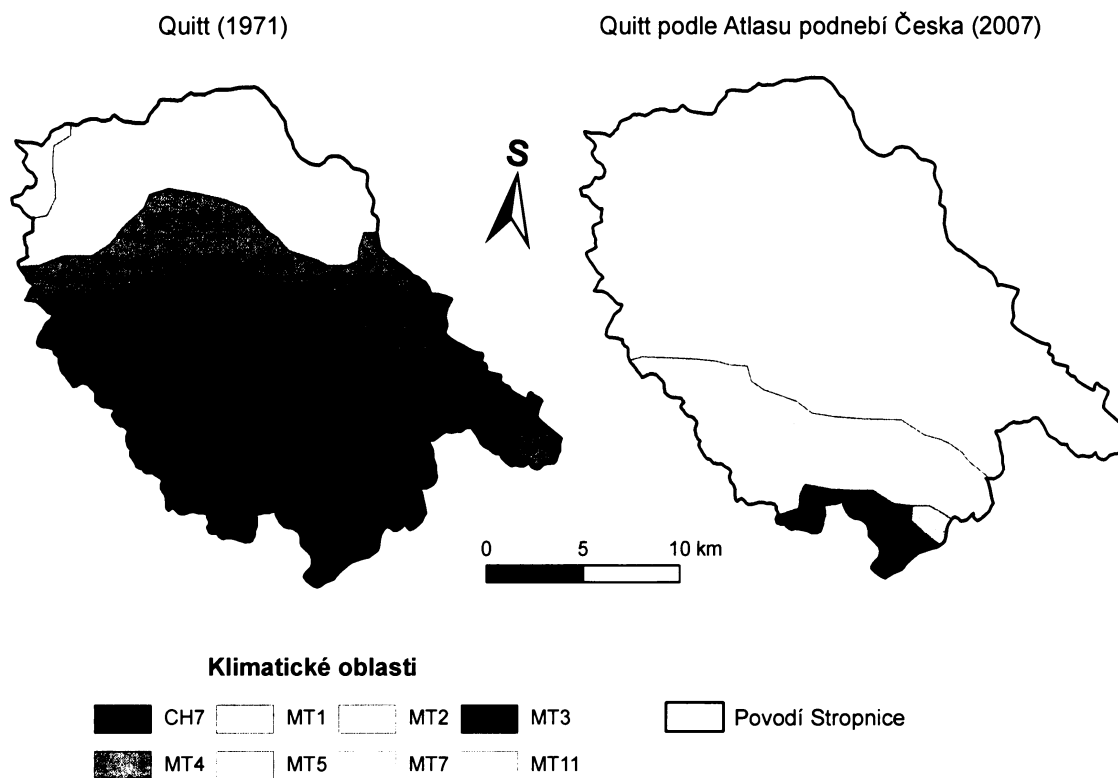 Quitt (1971)
Quitt podle Atlasu podnebí Česka (2007)
S
0 5 10 km
Klimatické oblasti
CH7 MT1 MT2 MT3 Povodí Stropnice
MT4 MT5 MT7 MT11